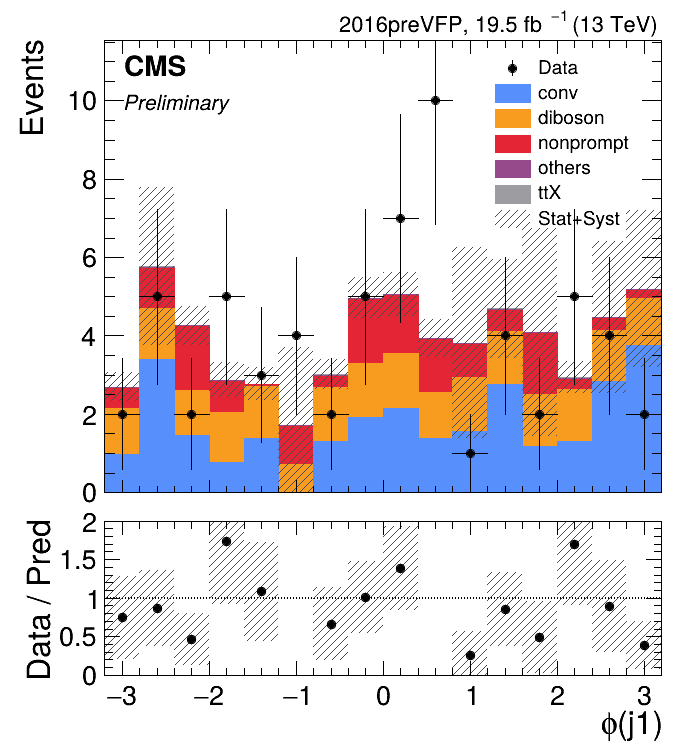 2016preVFP, 19.5 fb ⁻¹ (13 TeV)
CMS
Preliminary
Events
10
8
6
4
2
0
Data
conv
diboson
nonprompt
others
ttX
Stat+Syst
Data / Pred
2
1.5
1
0.5
0
−3 −2 −1 0 1 2 3
ϕ(j1)